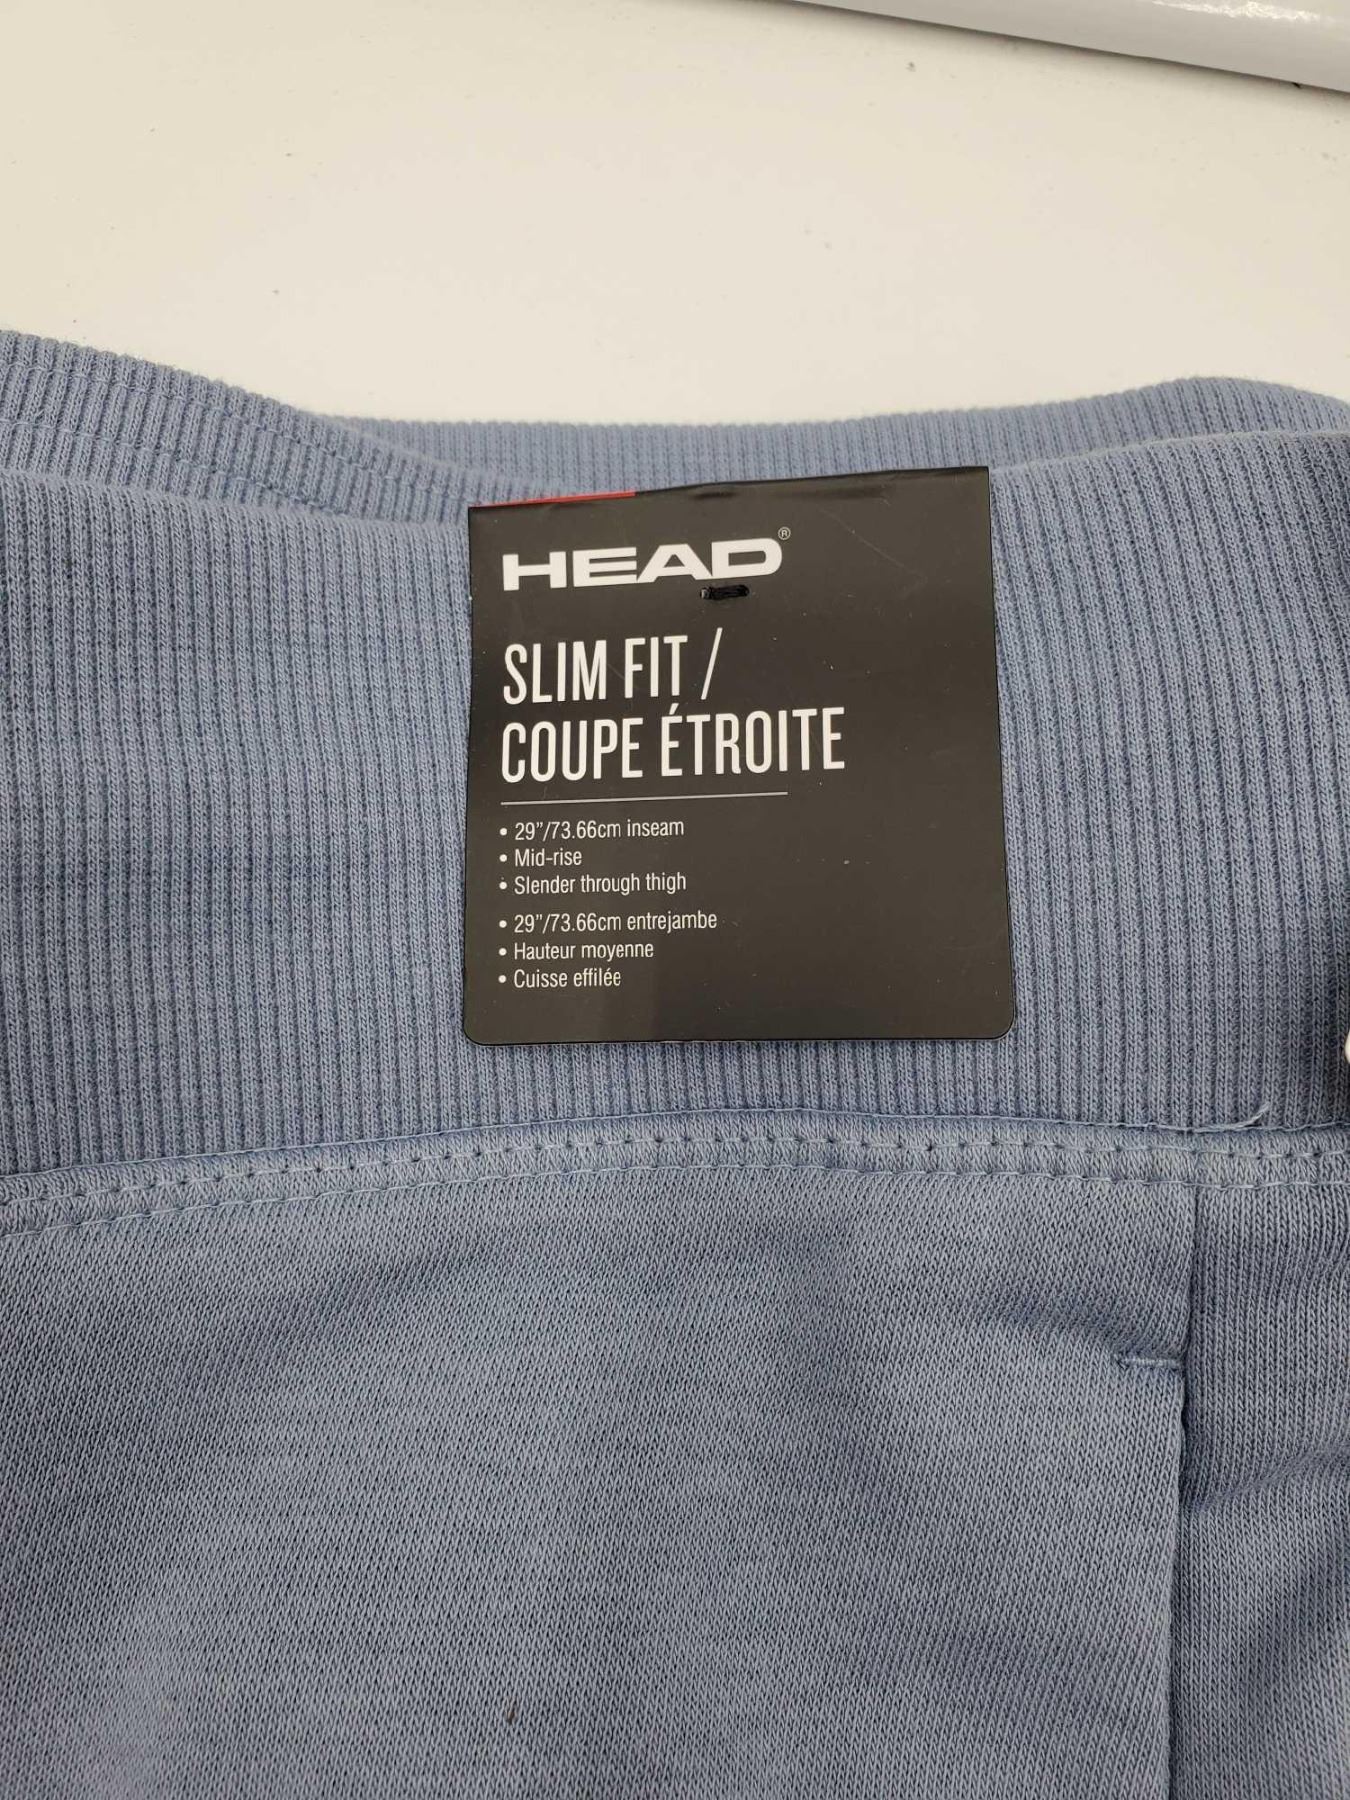 HEAD®
SLIM FIT /
COUPE ÉTROITE
• 29"/73.66cm inseam
• Mid-rise
• Slender through thigh
• 29"/73.66cm entrejambe
• Hauteur moyenne
• Cuisse effilée